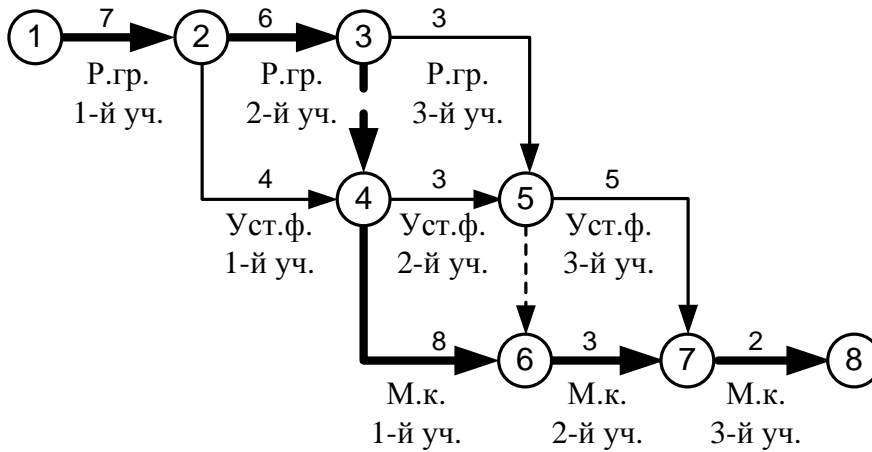 7 6 3
1 2 3
Р.гр. Р.гр. Р.гр.
1-й уч. 2-й уч. 3-й уч.
4 3 5
4 5
Уст.ф. Уст.ф. Уст.ф.
1-й уч. 2-й уч. 3-й уч.
8 3 2
6 7 8
М.к. М.к. М.к.
1-й уч. 2-й уч. 3-й уч.